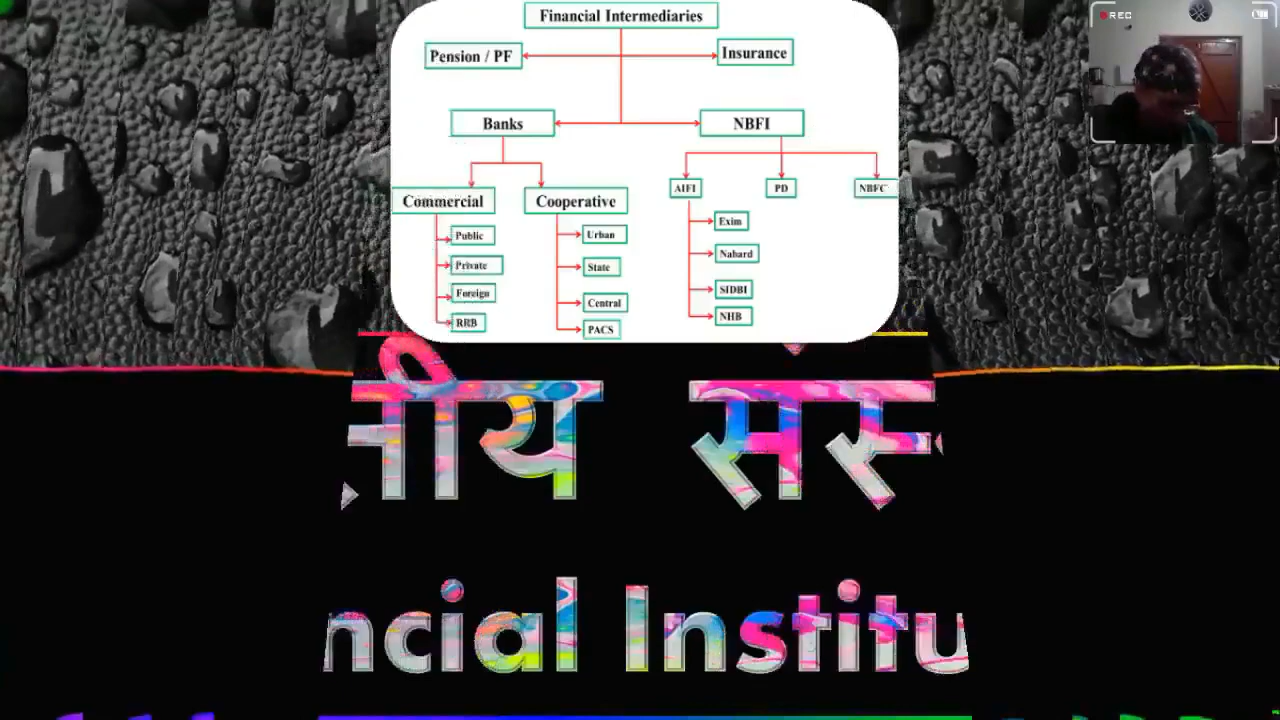 Financial Intermediaries
Pension / PF
Insurance
Banks
NBFI
Commercial
Cooperative
AIFI
PD
NBFC
Public
Private
Foreign
RRB
Urban
State
Central
PACS
Exim
Nabard
SIDBI
NHB
REC
नीय संस्
ncial Institu